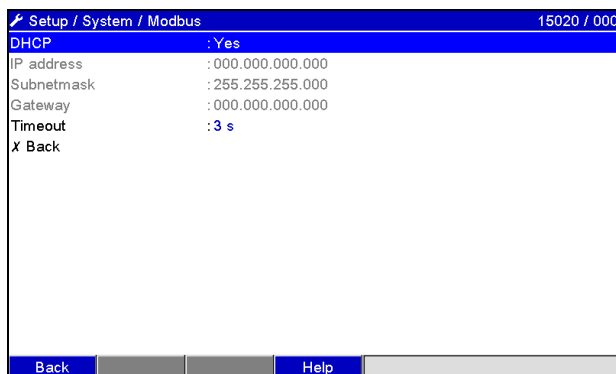 Setup / System / Modbus 15020 / 000
DHCP : Yes
IP address : 000.000.000.000
Subnetmask : 255.255.255.000
Gateway : 000.000.000.000
Timeout : 3 s
X Back
Back Help